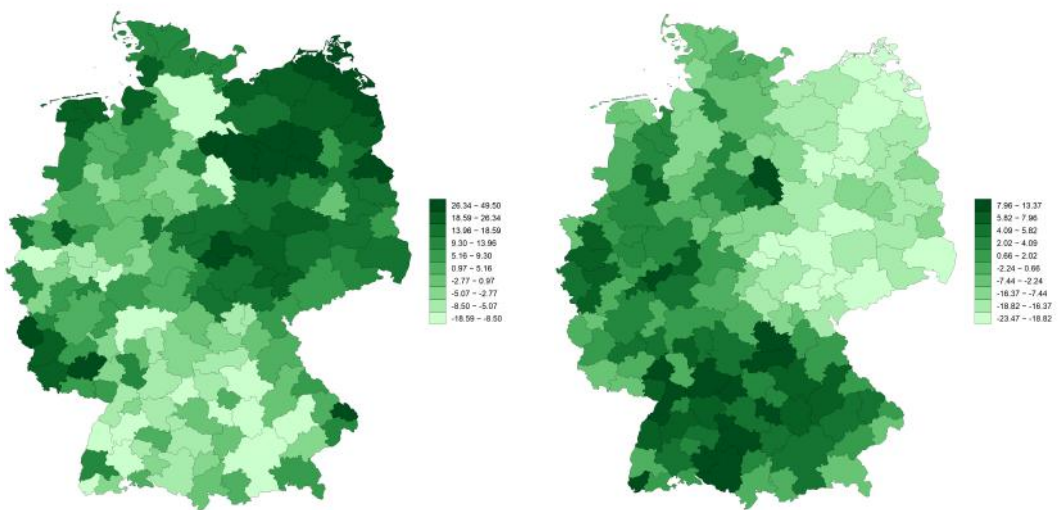 26.34 – 49.50
18.59 – 26.34
13.96 – 18.59
9.30 – 13.96
5.16 – 9.30
0.97 – 5.16
-2.77 – 0.97
-5.07 – -2.77
-8.50 – -5.07
-18.59 – -8.50
7.96 – 13.37
5.82 – 7.96
4.09 – 5.82
2.02 – 4.09
0.66 – 2.02
-2.24 – 0.66
-7.44 – -2.24
-16.37 – -7.44
-18.82 – -16.37
-23.47 – -18.82